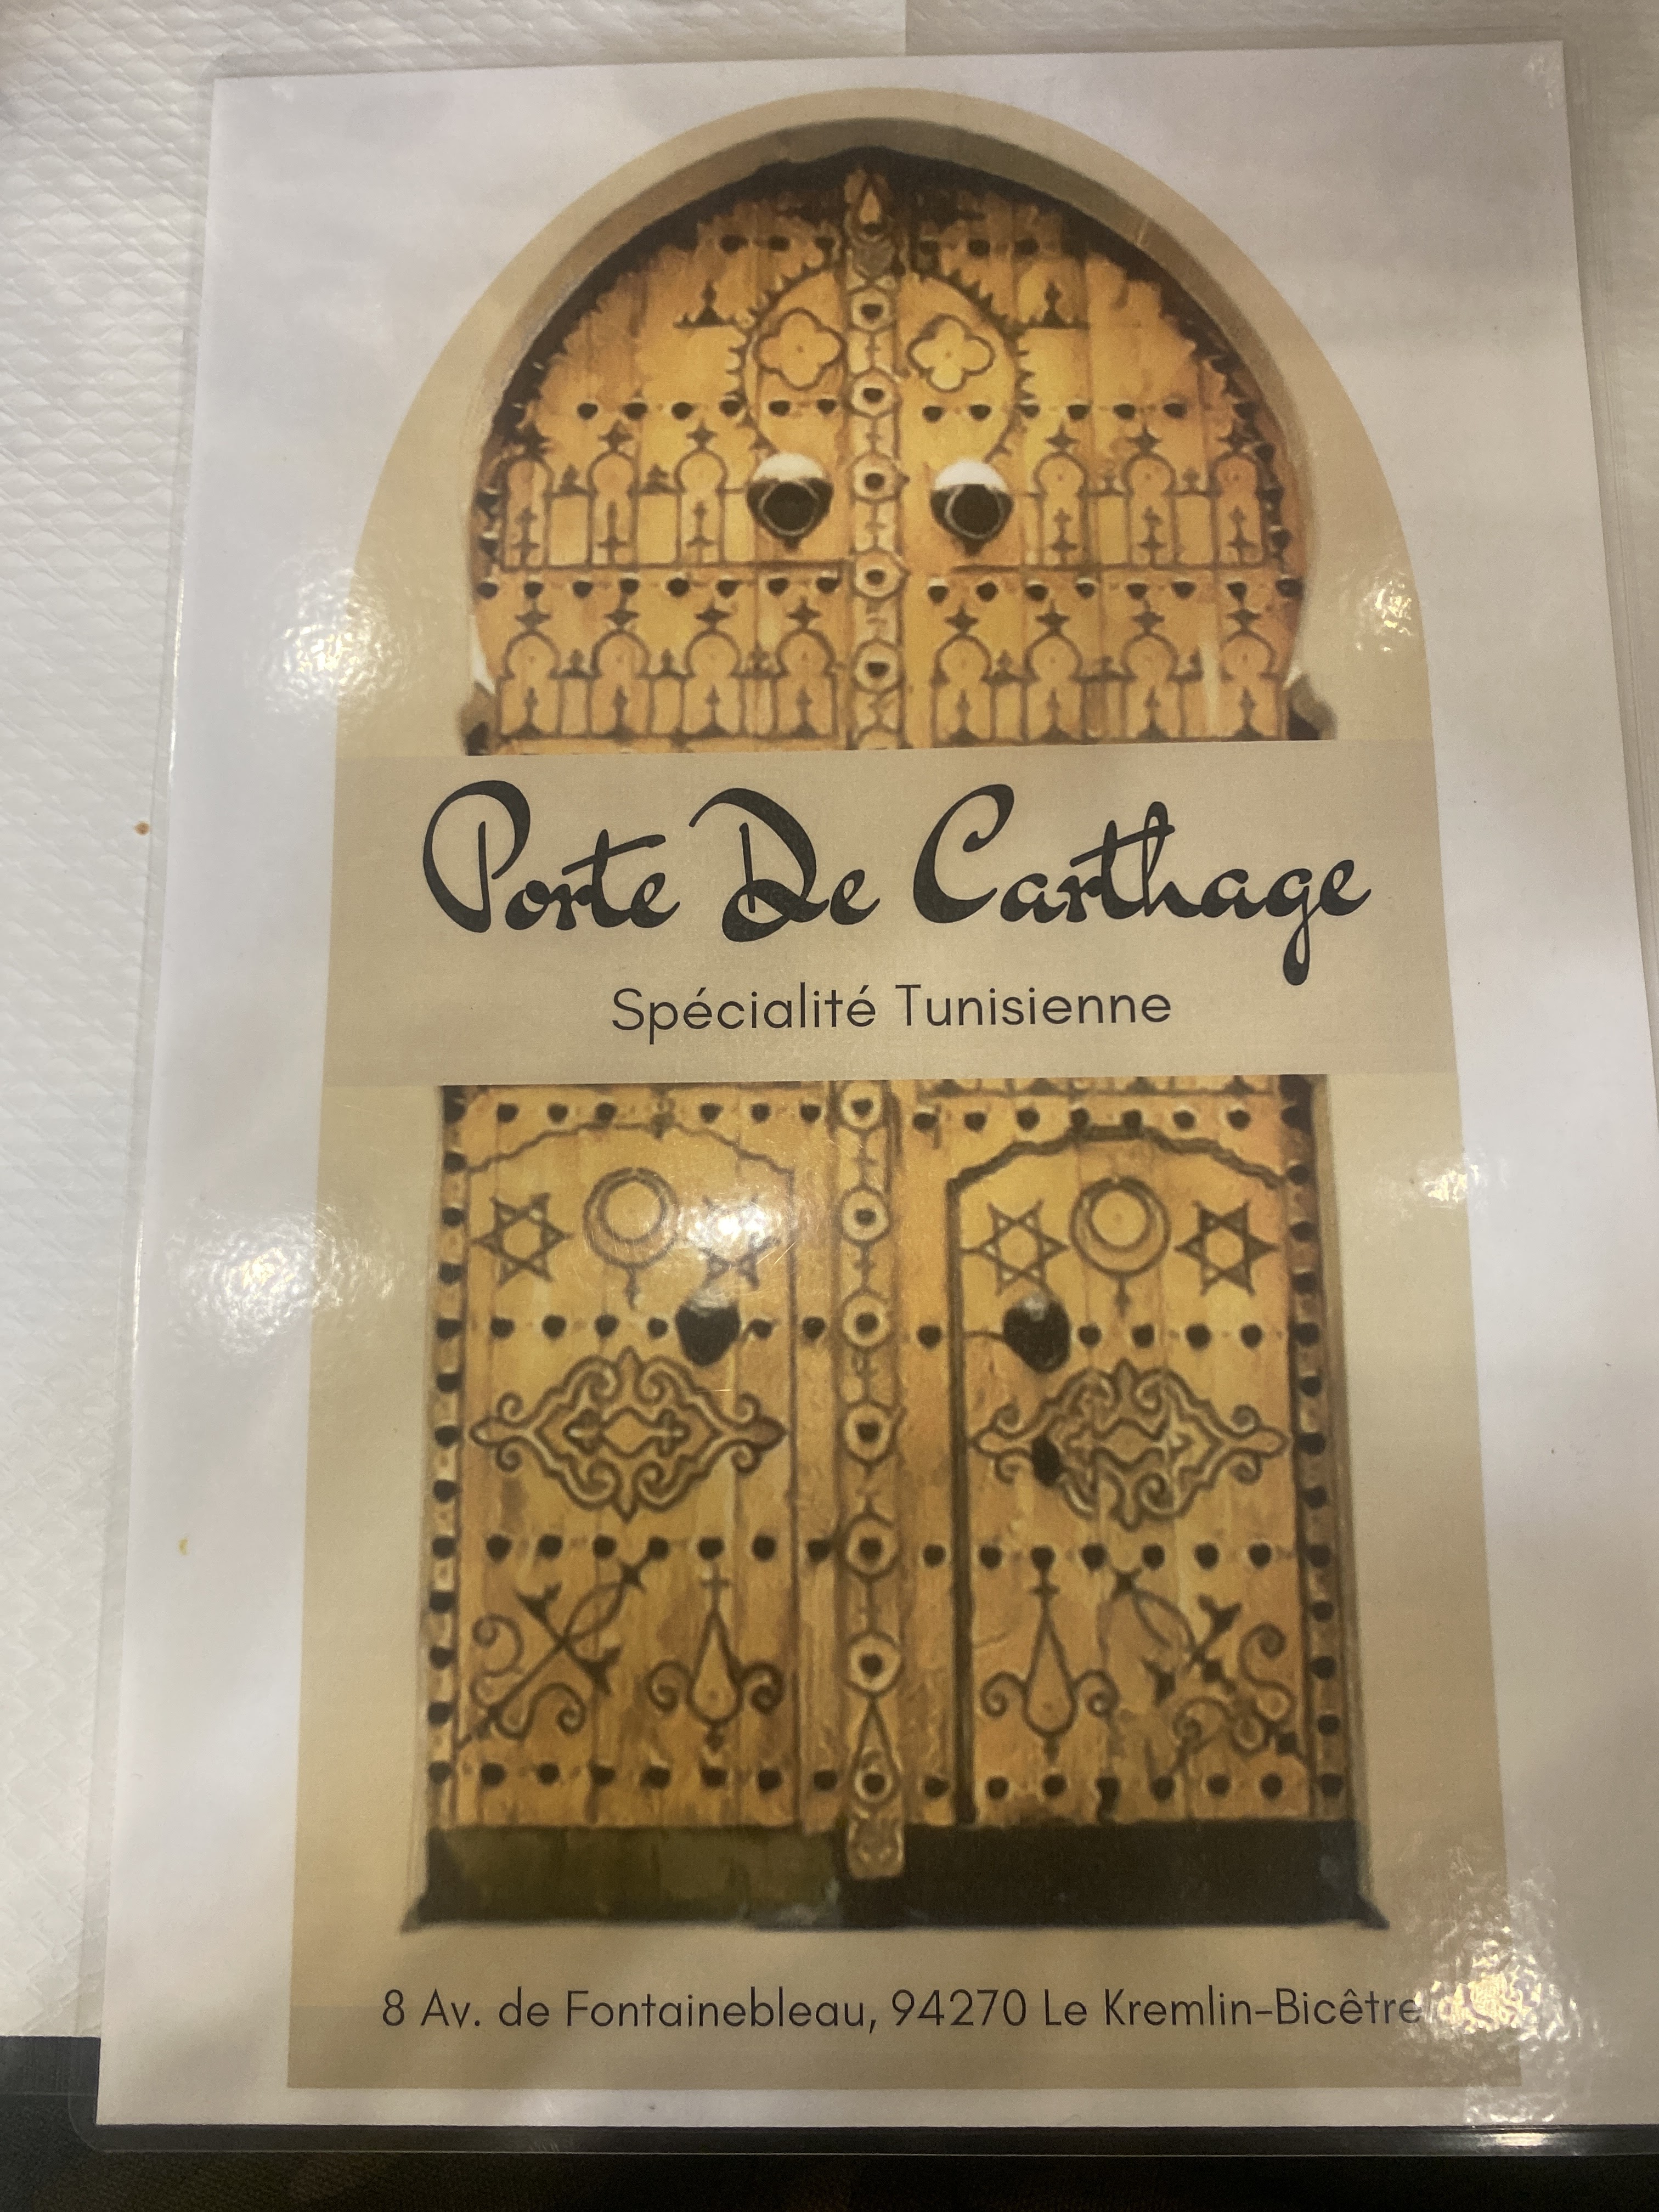 Porte De Carthage
Spécialité Tunisienne
8 Av. de Fontainebleau, 94270 Le Kremlin-Bicêtre